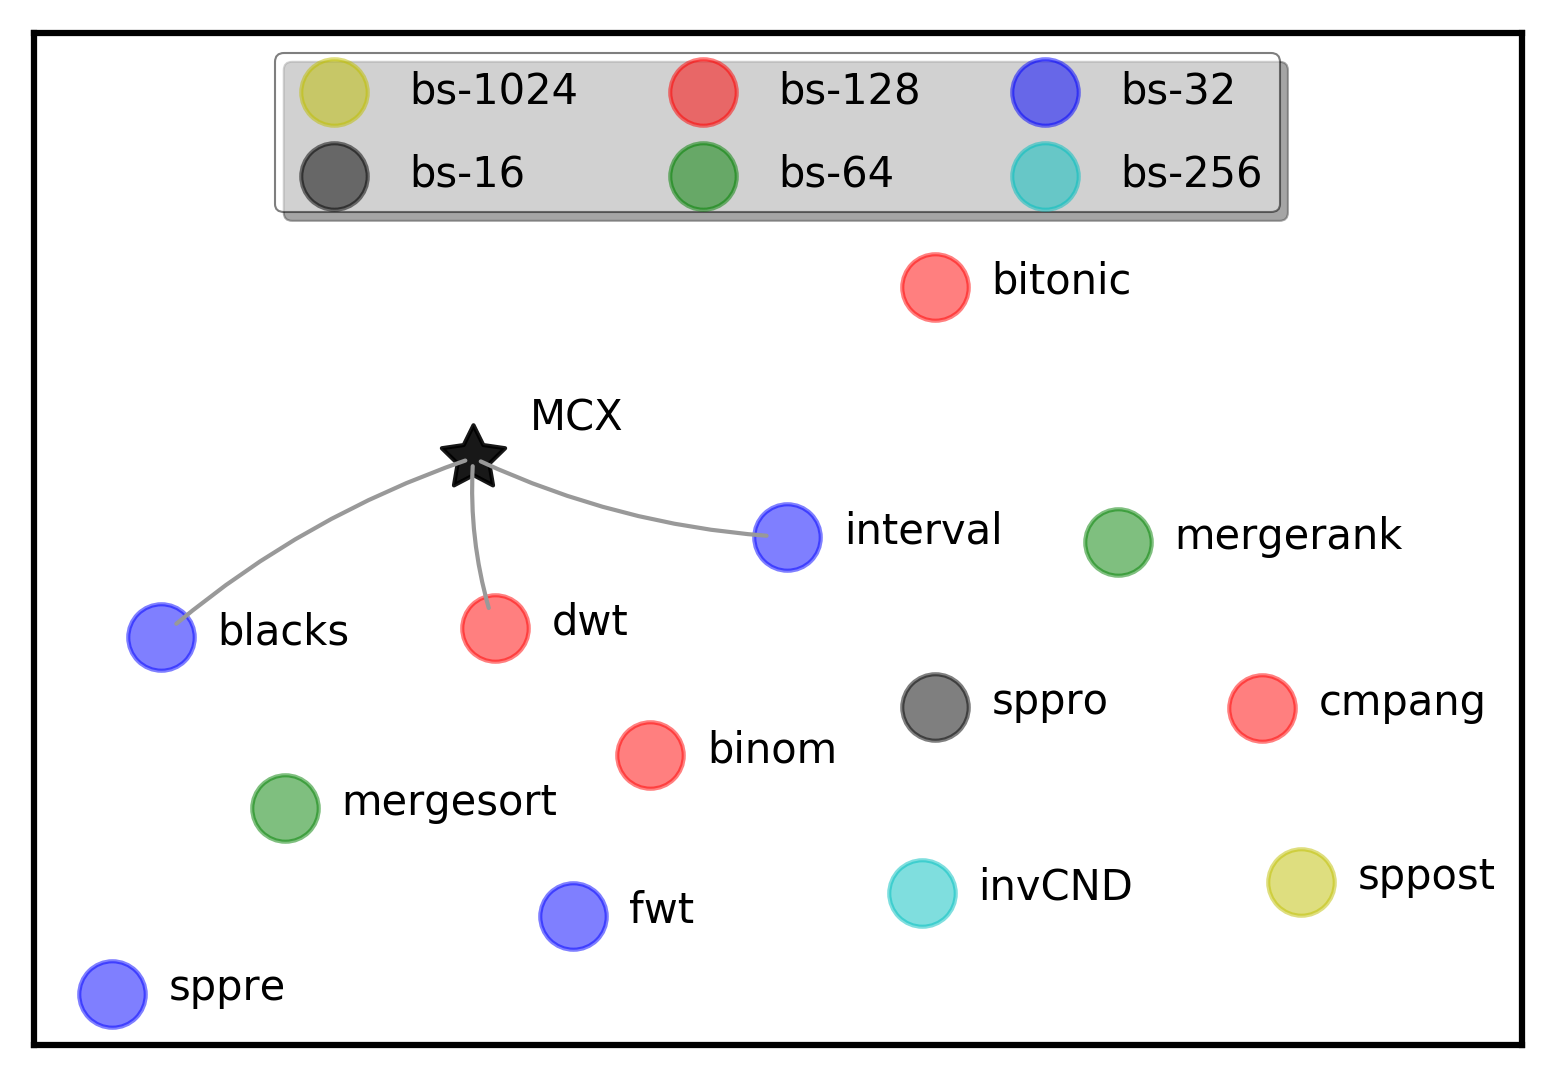 bs-1024 bs-128 bs-32
bs-16 bs-64 bs-256
bitonic
MCX
interval
mergerank
blacks
dwt
sppro
cmpang
binom
mergesort
invCND
sppost
fwt
sppre